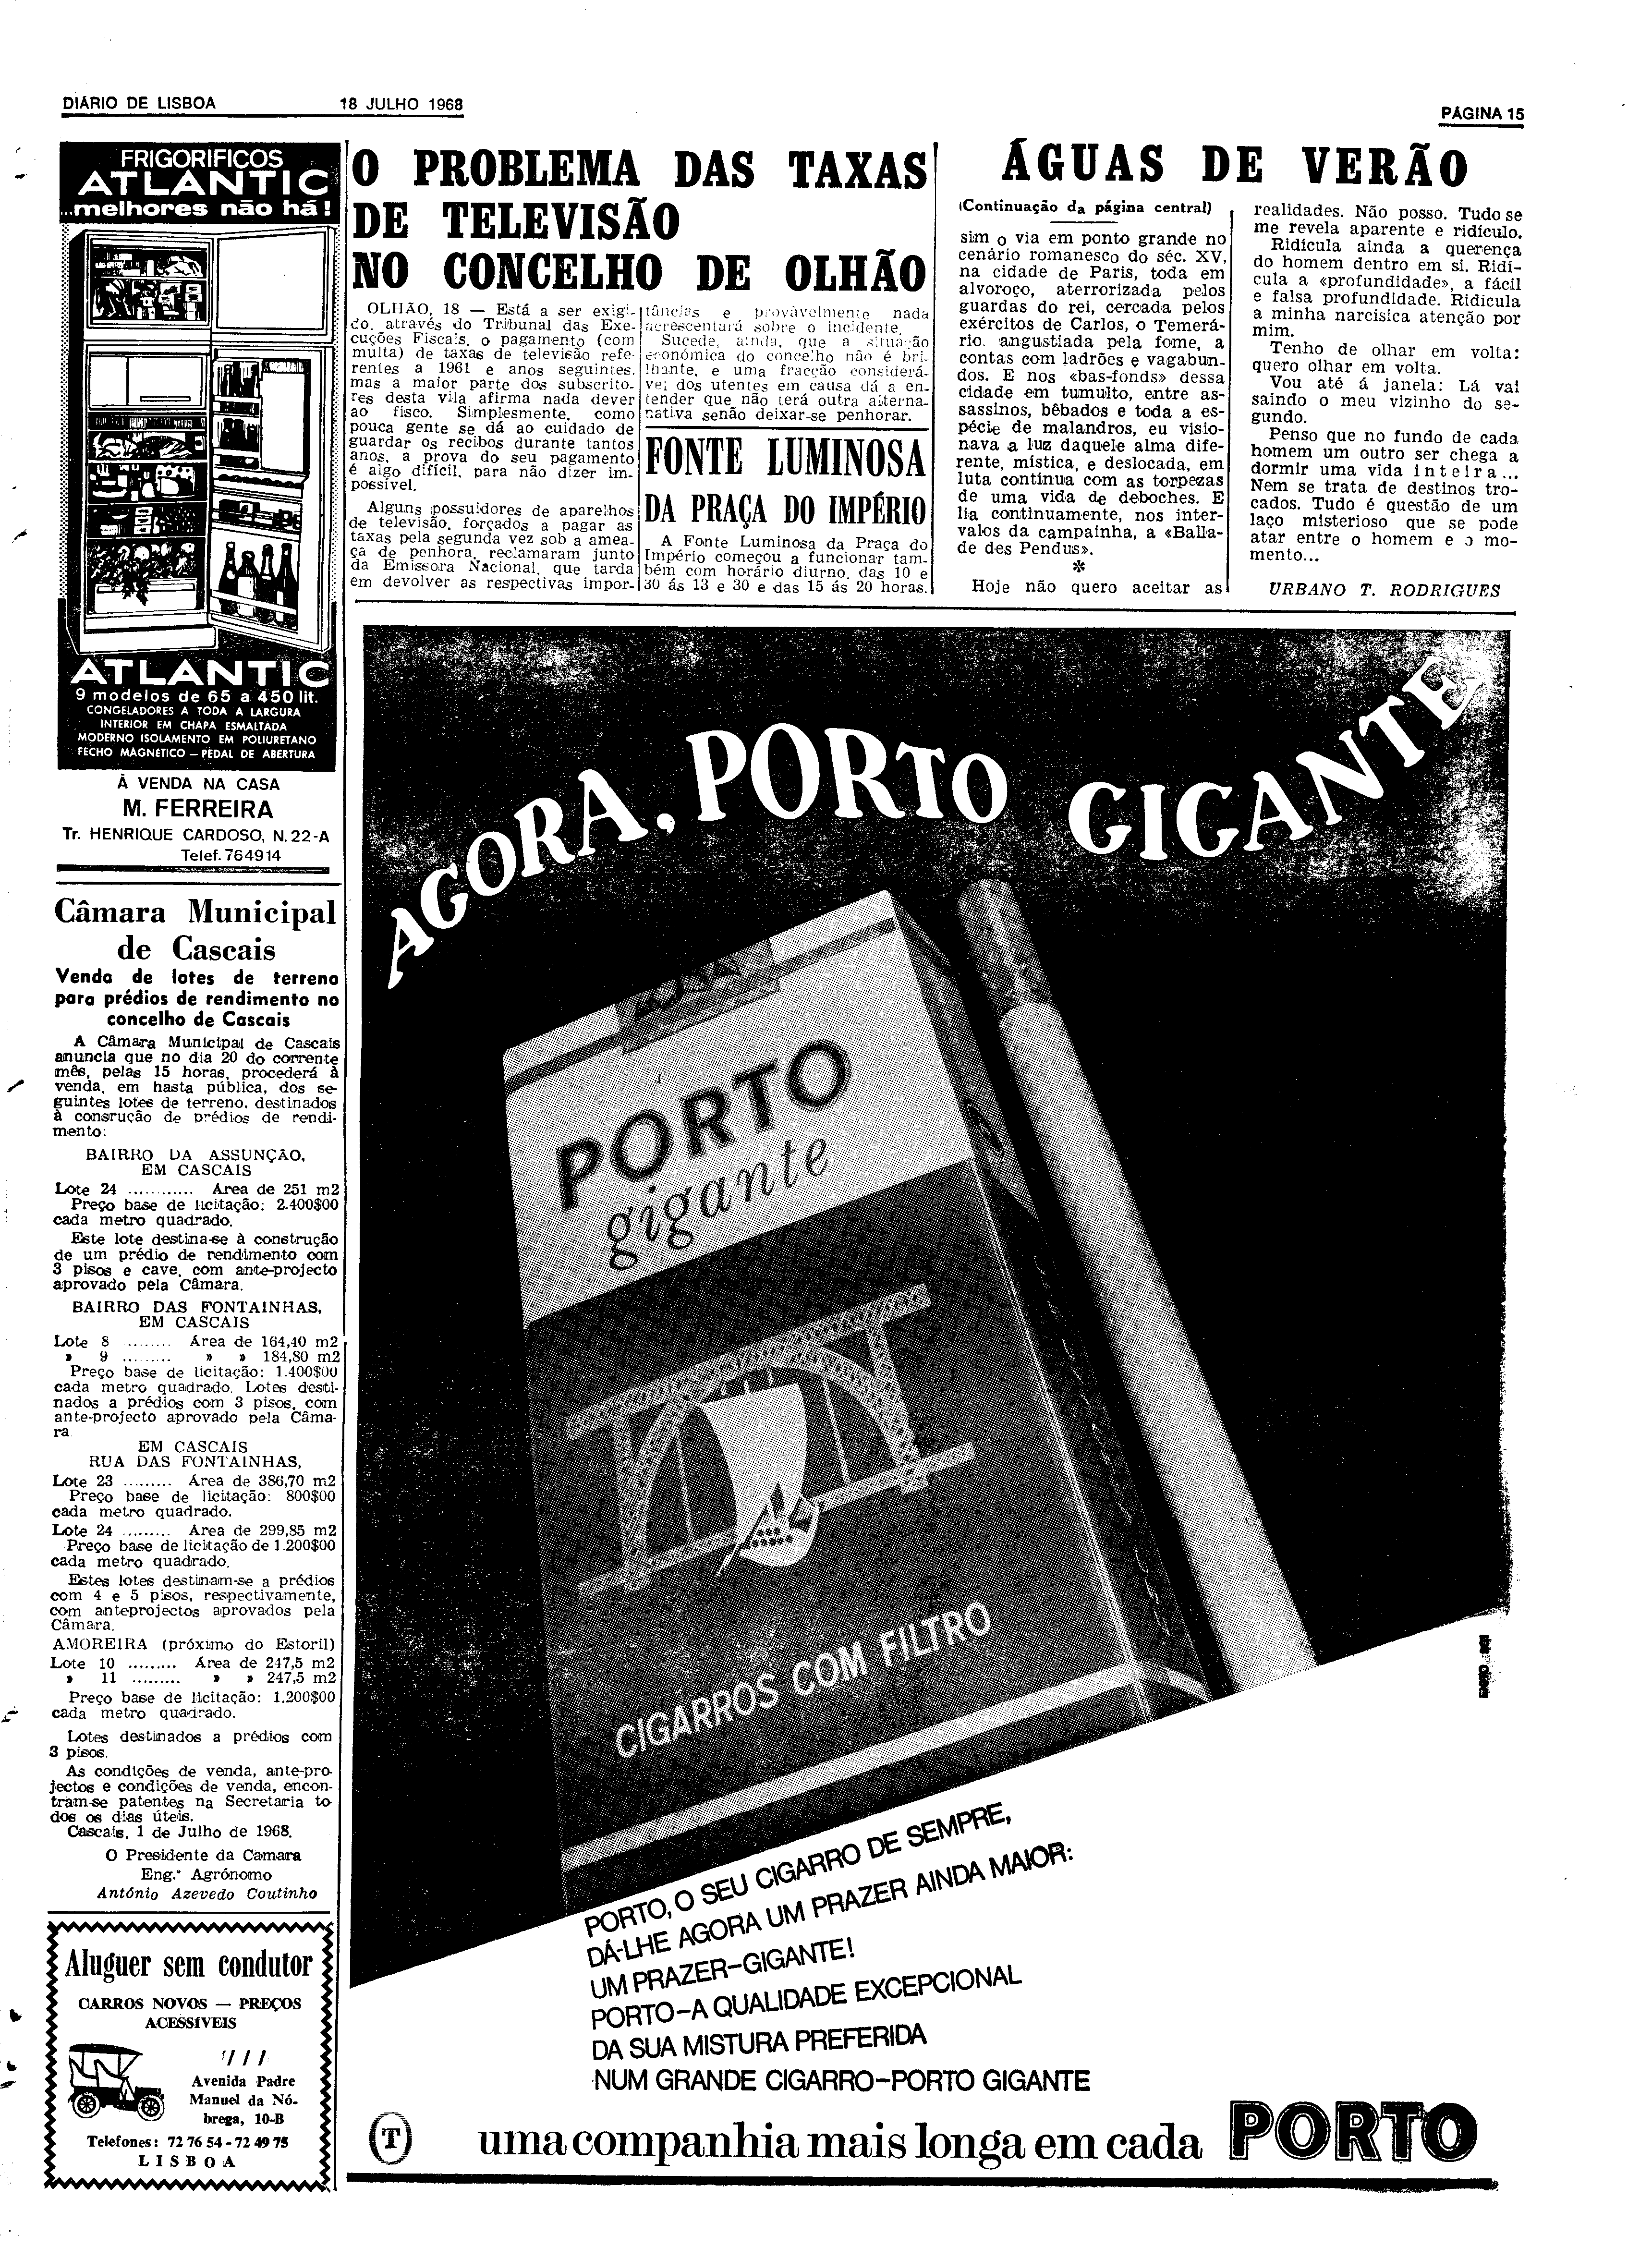 DIÁRIO DE LISBOA 18 JULHO 1968
PÁGINA 15
FRIGORIFICOS
ATLANTIC
...melhores não há!
ATLANTIC
9 modelos de 65 a 450 lit.
CONGELADORES A TODA A LARGURA
INTERIOR EM CHAPA ESMALTADA
MODERNO ISOLAMENTO EM POLIURETANO
FECHO MAGNÉTICO — PEDAL DE ABERTURA
À VENDA NA CASA
M. FERREIRA
Tr. HENRIQUE CARDOSO, N. 22-A
Telef. 764914
Câmara Municipal
de Cascais
Venda de lotes de terreno
para prédios de rendimento no
concelho de Cascais
A Câmara Municipal de Cascais
anuncia que no dia 20 do corrente
mês, pelas 15 horas, procederá à
venda, em hasta pública, dos se-
guintes lotes de terreno, destinados
à consrução de prédios de rendi-
mento:
BAIRRO DA ASSUNÇÃO,
EM CASCAIS
Lote 24 ............ Area de 251 m2
Preço base de licitação: 2.400$00
cada metro quadrado.
Este lote destina-se à construção
de um prédio de rendimento com
3 pisos e cave, com ante-projecto
aprovado pela Câmara.
BAIRRO DAS FONTAINHAS,
EM CASCAIS
Lote 8 ......... Area de 164,40 m2
» 9 ......... » » 184,80 m2
Preço base de licitação: 1.400$00
cada metro quadrado. Lotes desti-
nados a prédios com 3 pisos, com
ante-projecto aprovado pela Câma-
ra.
EM CASCAIS
RUA DAS FONTAINHAS,
Lote 23 ......... Area de 386,70 m2
Preço base de licitação: 800$00
cada metro quadrado.
Lote 24 ......... Area de 299,85 m2
Preço base de licitação de 1.200$00
cada metro quadrado.
Estes lotes destinam-se a prédios
com 4 e 5 pisos, respectivamente,
com anteprojectos aprovados pela
Câmara.
AMOREIRA (próximo do Estoril)
Lote 10 ......... Area de 247,5 m2
» 11 ......... » » 247,5 m2
Preço base de licitação: 1.200$00
cada metro quadrado.
Lotes destinados a prédios com
3 pisos.
As condições de venda, ante-pro-
jectos e condições de venda, encon-
tram-se patentes na Secretaria to-
dos os dias úteis.
Cascais, 1 de Julho de 1968.
O Presidente da Camara
Eng.º Agrónomo
António Azevedo Coutinho
Aluguer sem condutor
CARROS NOVOS — PREÇOS
ACESSÍVEIS
Avenida Padre
Manuel da Nó-
brega, 10-B
Telefones: 72 76 54 - 72 49 75
LISBOA
O PROBLEMA DAS TAXAS
DE TELEVISÃO
NO CONCELHO DE OLHÃO
OLHÃO, 18 — Está a ser exigi-
do, através do Tribunal das Exe-
cuções Fiscais, o pagamento (com
multa) de taxas de televisão refe-
rentes a 1961 e anos seguintes,
mas a maior parte dos subscrito-
res desta vila afirma nada dever
ao fisco. Simplesmente, como
pouca gente se dá ao cuidado de
guardar os recibos durante tantos
anos, a prova do seu pagamento
é algo difícil, para não dizer im-
possível.
Alguns possuidores de aparelhos
de televisão, forçados a pagar as
taxas pela segunda vez sob a amea-
ça de penhora, reclamaram junto
da Emissora Nacional, que tarda
em devolver as respectivas impor-
tâncias e provàvelmente nada
acrescentará sobre o incidente.
Sucede, ainda, que a situação
económica do concelho não é bri-
lhante, e uma fracção considerá-
vel dos utentes em causa dá a en-
tender que não terá outra alterna-
nativa senão deixar-se penhorar.
FONTE LUMINOSA
DA PRAÇA DO IMPÉRIO
A Fonte Luminosa da Praça do
Império começou a funcionar tam-
bém com horário diurno, das 10 e
30 ás 13 e 30 e das 15 ás 20 horas.
ÁGUAS DE VERÃO
(Continuação da página central)
sim o via em ponto grande no
cenário romanesco do séc. XV,
na cidade de Paris, toda em
alvoroço, aterrorizada pelos
guardas do rei, cercada pelos
exércitos de Carlos, o Temerá-
rio, angustiada pela fome, a
contas com ladrões e vagabun-
dos. E nos «bas-fonds» dessa
cidade em tumulto, entre as-
sassinos, bêbados e toda a es-
pécie de malandros, eu visio-
nava a luz daquele alma dife-
rente, mística, e deslocada, em
luta contínua com as torpezas
de uma vida de deboches. E
lia continuamente, nos inter-
valos da campainha, a «Balla-
de des Pendus».
*
Hoje não quero aceitar as
realidades. Não posso. Tudo se
me revela aparente e ridículo.
Ridícula ainda a querença
do homem dentro em si. Ridí-
cula a «profundidade», a fácil
e falsa profundidade. Ridícula
a minha narcísica atenção por
mim.
Tenho de olhar em volta:
quero olhar em volta.
Vou até á janela: Lá vai
saindo o meu vizinho do se-
gundo.
Penso que no fundo de cada
homem um outro ser chega a
dormir uma vida inteira...
Nem se trata de destinos tro-
cados. Tudo é questão de um
laço misterioso que se pode
atar entre o homem e o mo-
mento...
URBANO T. RODRIGUES
AGORA, PORTO GIGANTE
PORTO
gigante
CIGARROS COM FILTRO
PORTO, O SEU CIGARRO DE SEMPRE,
DÁ-LHE AGORA UM PRAZER AINDA MAIOR:
UM PRAZER-GIGANTE!
PORTO-A QUALIDADE EXCEPCIONAL
DA SUA MISTURA PREFERIDA
NUM GRANDE CIGARRO-PORTO GIGANTE
T uma companhia mais longa em cada PORTO